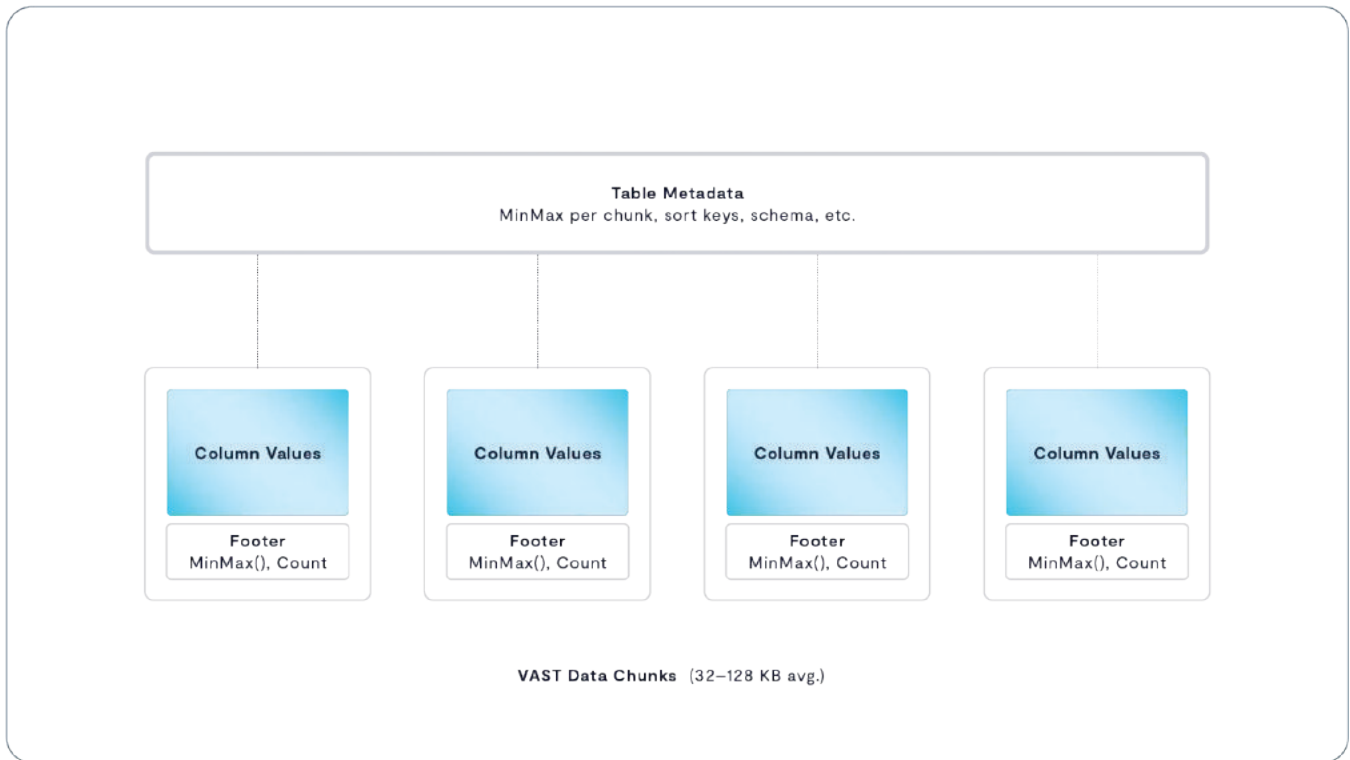 Table Metadata
MinMax per chunk, sort keys, schema, etc.
Column Values
Column Values
Column Values
Column Values
Footer
MinMax(), Count
Footer
MinMax(), Count
Footer
MinMax(), Count
Footer
MinMax(), Count
VAST Data Chunks (32–128 KB avg.)